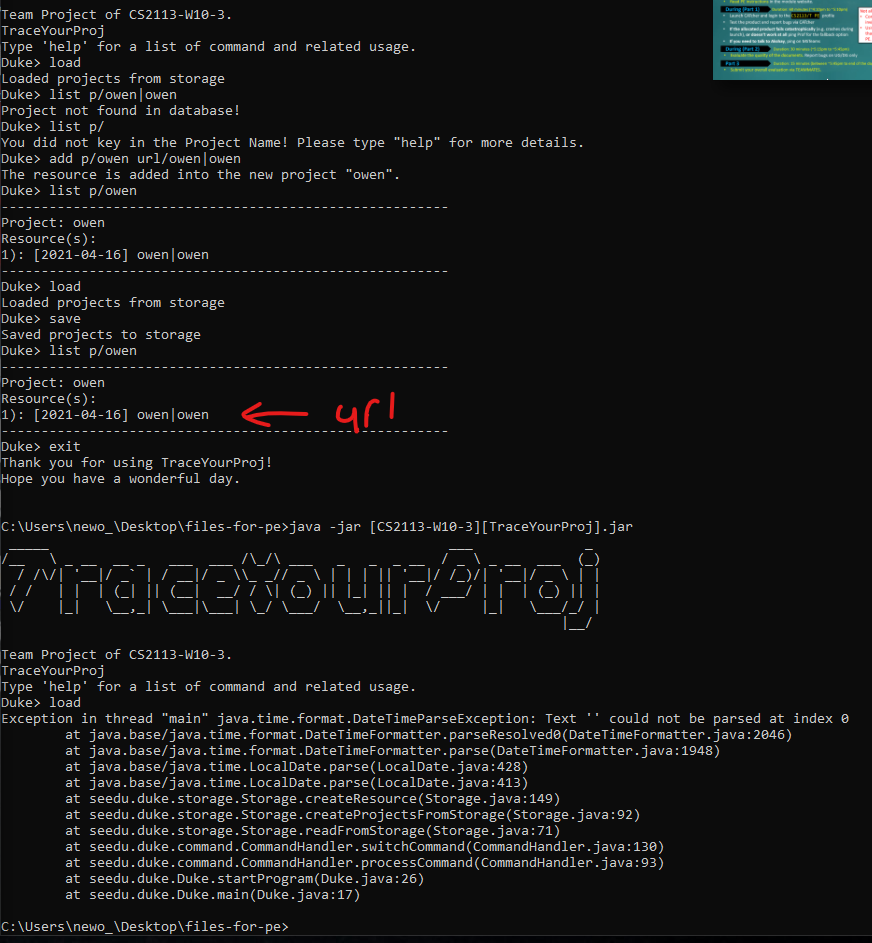 Team Project of CS2113-W10-3.
TraceYourProj
Type 'help' for a list of command and related usage.
Duke> load
Loaded projects from storage
Duke> list p/owen|owen
Project not found in database!
Duke> list p/
You did not key in the Project Name! Please type "help" for more details.
Duke> add p/owen url/owen|owen
The resource is added into the new project "owen".
Duke> list p/owen
--------------------------------------------------------
Project: owen
Resource(s):
1): [2021-04-16] owen|owen
--------------------------------------------------------
Duke> load
Loaded projects from storage
Duke> save
Saved projects to storage
Duke> list p/owen
--------------------------------------------------------
Project: owen
Resource(s):
1): [2021-04-16] owen|owen url
--------------------------------------------------------
Duke> exit
Thank you for using TraceYourProj!
Hope you have a wonderful day.
C:\Users\newo_\Desktop\files-for-pe>java -jar [CS2113-W10-3][TraceYourProj].jar
TraceYourProj
Team Project of CS2113-W10-3.
TraceYourProj
Type 'help' for a list of command and related usage.
Duke> load
Exception in thread "main" java.time.format.DateTimeParseException: Text '' could not be parsed at index 0
at java.base/java.time.format.DateTimeFormatter.parseResolved0(DateTimeFormatter.java:2046)
at java.base/java.time.format.DateTimeFormatter.parse(DateTimeFormatter.java:1948)
at java.base/java.time.LocalDate.parse(LocalDate.java:428)
at java.base/java.time.LocalDate.parse(LocalDate.java:413)
at seedu.duke.storage.Storage.createResource(Storage.java:149)
at seedu.duke.storage.Storage.createProjectsFromStorage(Storage.java:92)
at seedu.duke.storage.Storage.readFromStorage(Storage.java:71)
at seedu.duke.command.CommandHandler.switchCommand(CommandHandler.java:130)
at seedu.duke.command.CommandHandler.processCommand(CommandHandler.java:93)
at seedu.duke.Duke.startProgram(Duke.java:26)
at seedu.duke.Duke.main(Duke.java:17)
C:\Users\newo_\Desktop\files-for-pe>
During (Part 1)
During (Part 2)
Part 3